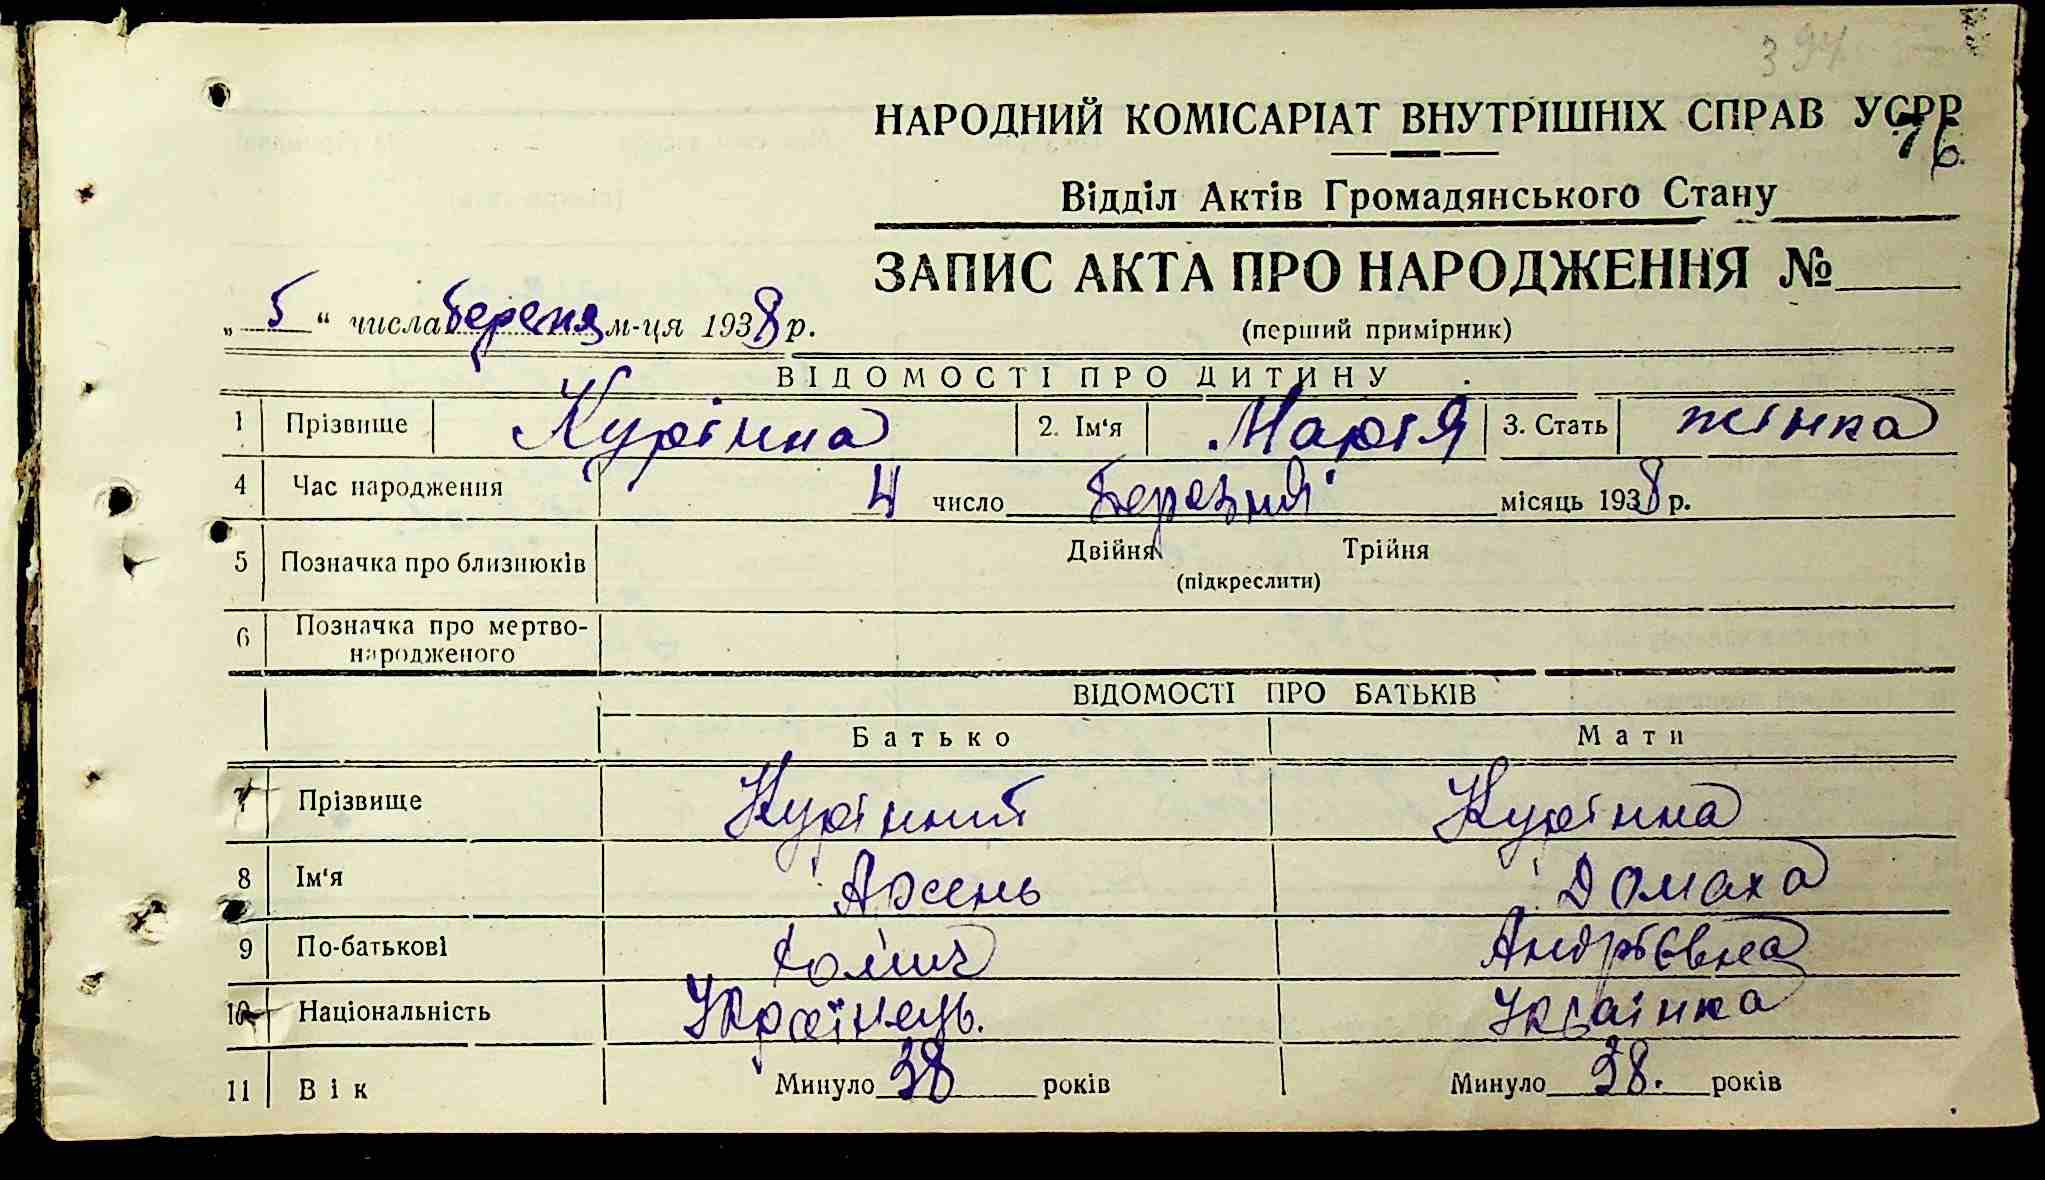 394
НАРОДНИЙ КОМІСАРІАТ ВНУТРІШНІХ СПРАВ УСРР
76
Відділ Актів Громадянського Стану
ЗАПИС АКТА ПРО НАРОДЖЕННЯ №
„ 5 “ числа березня м-ця 1938 р.
(перший примірник)
ВІДОМОСТІ ПРО ДИТИНУ
1 Прізвище Курінна 2. Ім'я Марія 3. Стать жінка
4 Час народження 4 число Березня місяць 1938 р.
5 Позначка про близнюків Двійня Трійня
(підкреслити)
6 Позначка про мертво-
народженого
ВІДОМОСТІ ПРО БАТЬКІВ
Батько Мати
7 Прізвище Курінний Курінна
8 Ім'я Арсень Домаха
9 По-батькові Андріївна
10 Національність Українець. Українка
11 Вік Минуло 38 років Минуло 38. років